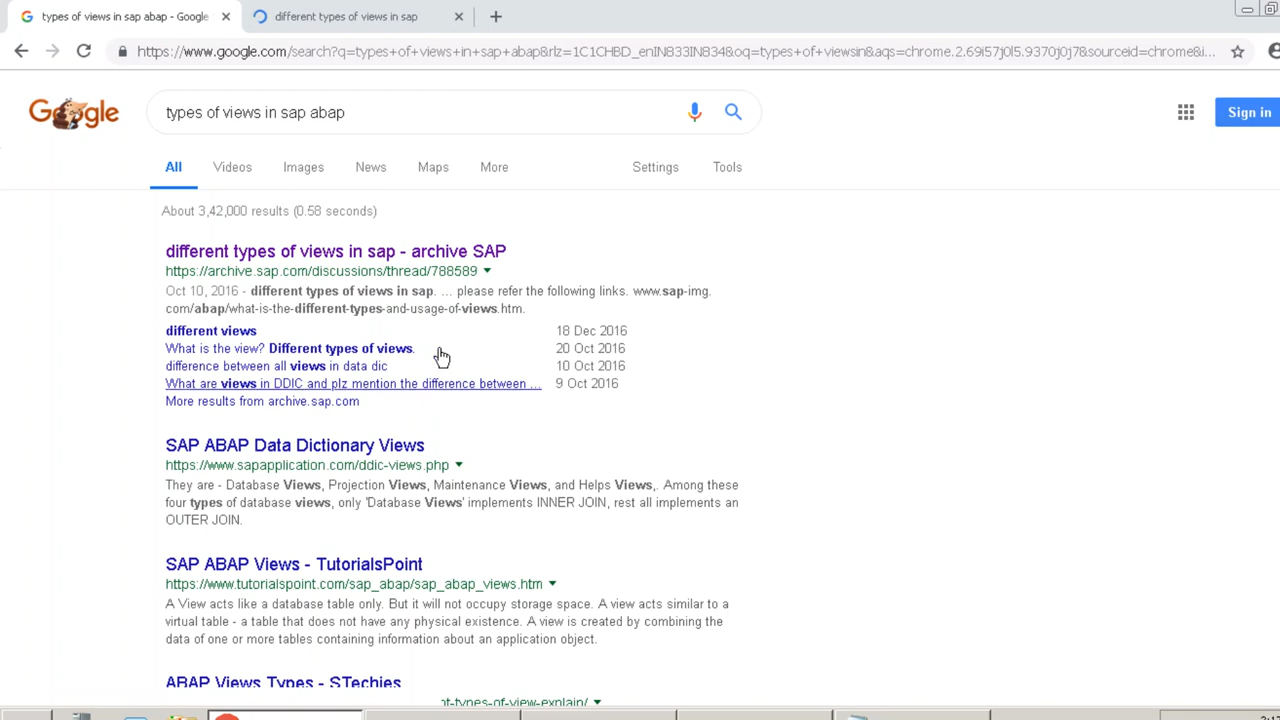 types of views in sap abap - Google
different types of views in sap
https://www.google.com/search?q=types+of+views+in+sap+abap&rlz=1C1CHBD_enIN833IN834&oq=types+of+viewsin&aqs=chrome.2.69i57j0l5.9370j0j7&sourceid=chrome&i...
Google
types of views in sap abap
Sign in
All Videos Images News Maps More Settings Tools
About 3,42,000 results (0.58 seconds)
different types of views in sap - archive SAP
https://archive.sap.com/discussions/thread/788589
Oct 10, 2016 - different types of views in sap. ... please refer the following links. www.sap-img.
com/abap/what-is-the-different-types-and-usage-of-views.htm.
different views 18 Dec 2016
What is the view? Different types of views. 20 Oct 2016
difference between all views in data dic 10 Oct 2016
What are views in DDIC and plz mention the difference between ... 9 Oct 2016
More results from archive.sap.com
SAP ABAP Data Dictionary Views
https://www.sapapplication.com/ddic-views.php
They are - Database Views, Projection Views, Maintenance Views, and Helps Views,. Among these
four types of database views, only 'Database Views' implements INNER JOIN, rest all implements an
OUTER JOIN.
SAP ABAP Views - TutorialsPoint
https://www.tutorialspoint.com/sap_abap/sap_abap_views.htm
A View acts like a database table only. But it will not occupy storage space. A view acts similar to a
virtual table - a table that does not have any physical existence. A view is created by combining the
data of one or more tables containing information about an application object.
ABAP Views Types - STechies
nt-types-of-view-explain/